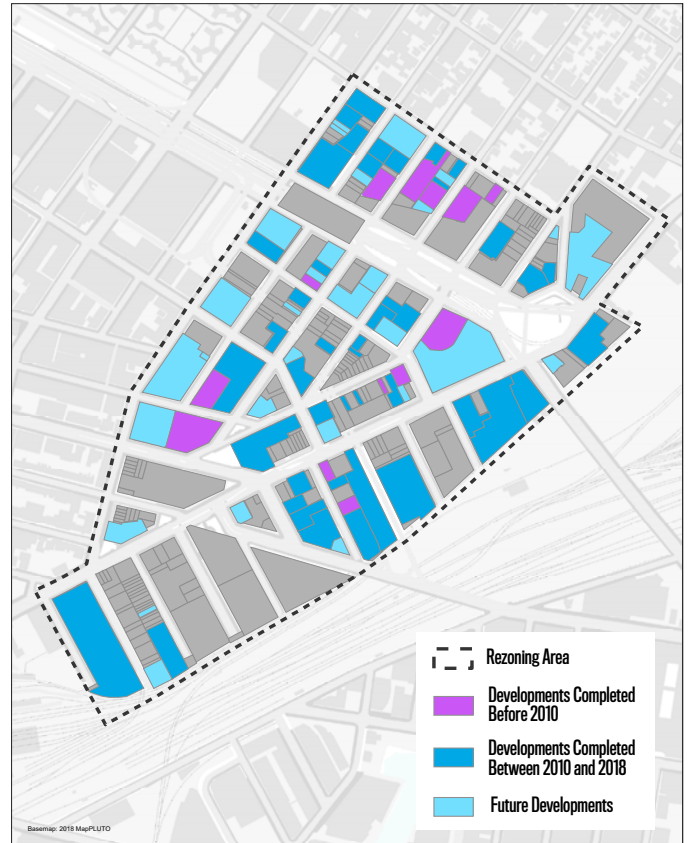 Rezoning Area
Developments Completed
Before 2010
Developments Completed
Between 2010 and 2018
Future Developments
Basemap: 2018 MapPLUTO